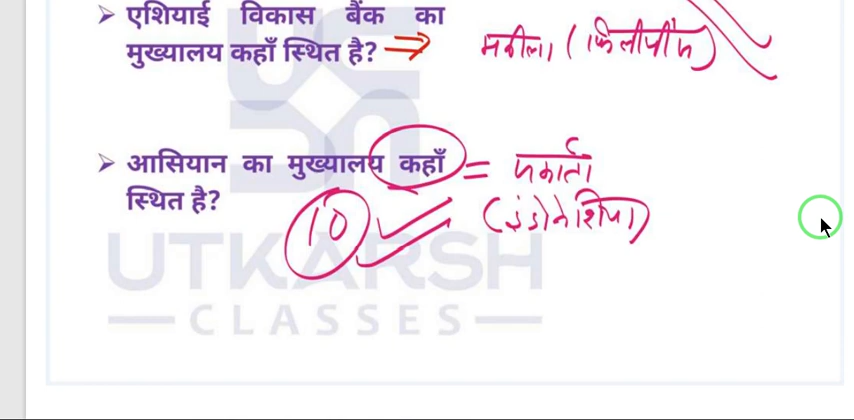 ➢ एशियाई विकास बैंक का
मुख्यालय कहाँ स्थित है? ⇒ मनीला (फिलीपींस)
➢ आसियान का मुख्यालय कहाँ = जकार्ता
स्थित है? (इंडोनेशिया)
10
UTKARSH
CLASSES